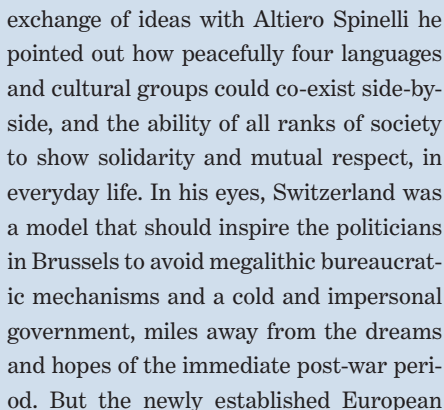 exchange of ideas with Altiero Spinelli he
pointed out how peacefully four languages
and cultural groups could co-exist side-by-
side, and the ability of all ranks of society
to show solidarity and mutual respect, in
everyday life. In his eyes, Switzerland was
a model that should inspire the politicians
in Brussels to avoid megalithic bureaucrat-
ic mechanisms and a cold and impersonal
government, miles away from the dreams
and hopes of the immediate post-war peri-
od. But the newly established European